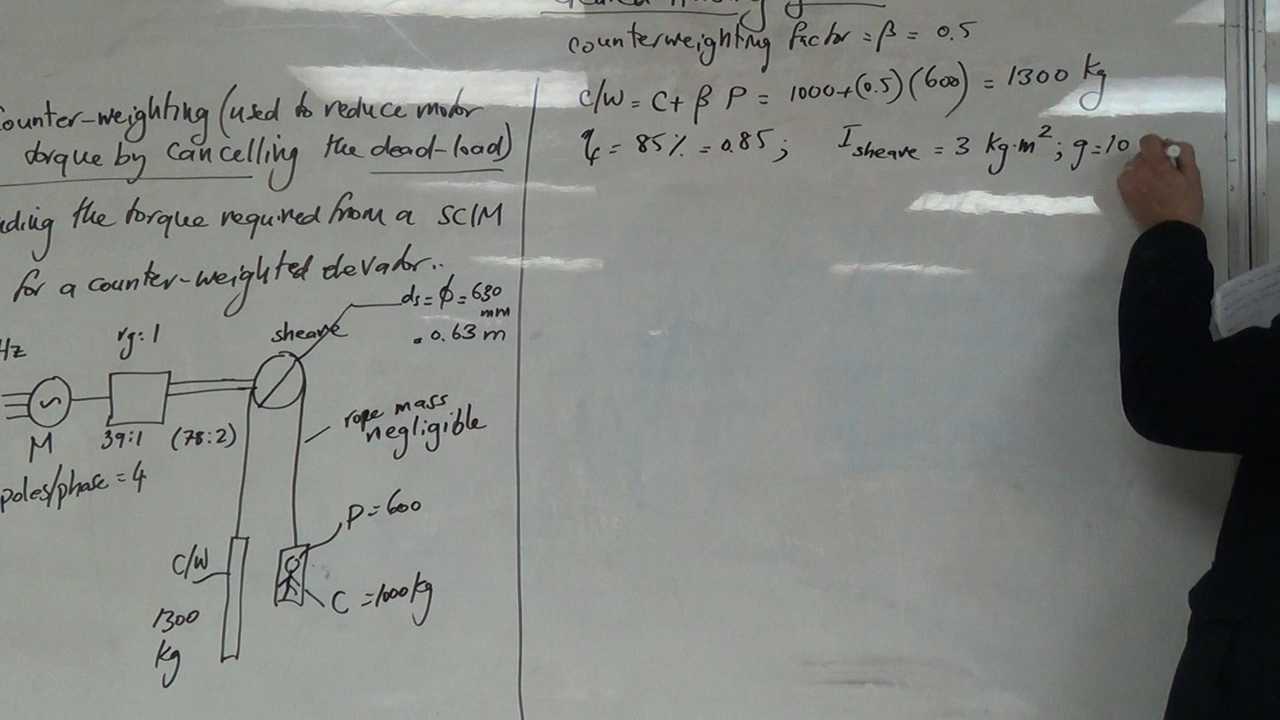 counterweighting factor = β = 0.5
C/W = C + β P = 1000+(0.5)(600) = 1300 kg
= 85% = 0.85; I sheave = 3 kg·m²; g=10
ounter-weighting (used to reduce motor
torque by cancelling the dead-load)
ding the torque required from a SCIM
for a counter-weighted elevator..
ds = ϕ = 630 mm
= 0.63 m
Hz
rg:1
sheave
rope mass negligible
M
39:1 (78:2)
poles/phase = 4
P=600
C/W
C = 1000kg
1300
kg